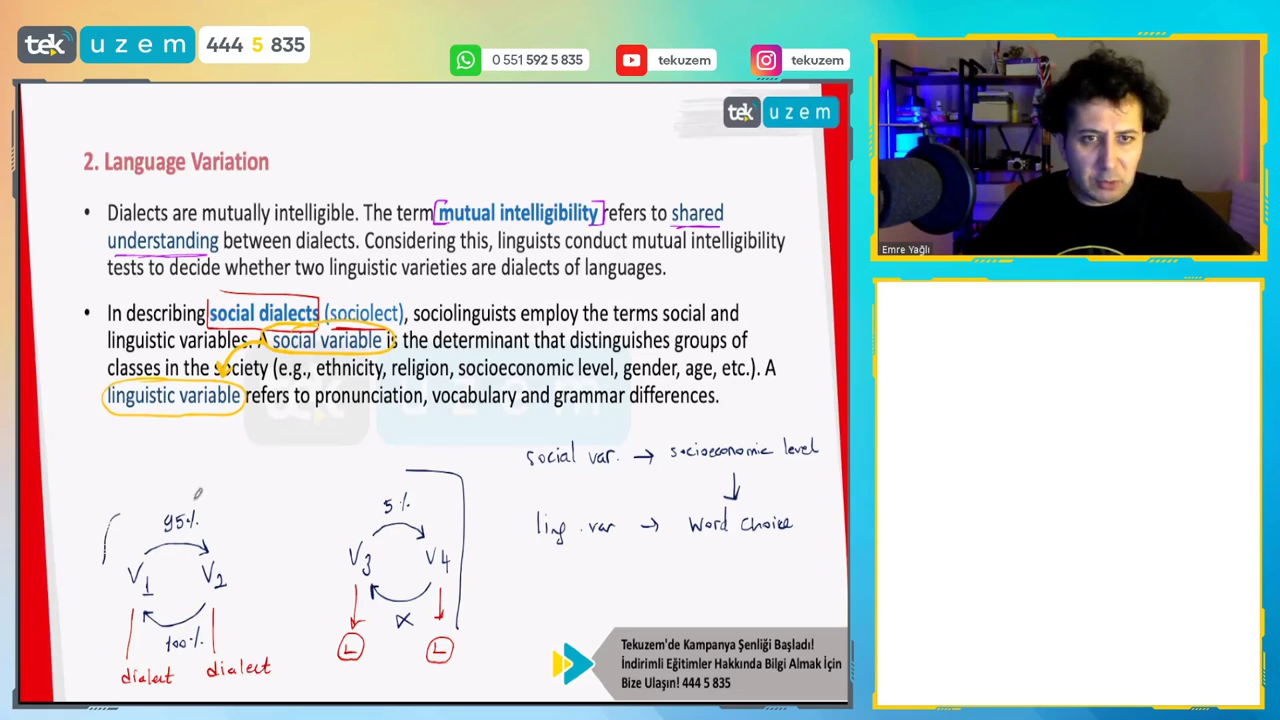 tek uzem 444 5 835
0 551 592 5 835 tekuzem tekuzem
tek uzem
2. Language Variation
• Dialects are mutually intelligible. The term mutual intelligibility refers to shared
understanding between dialects. Considering this, linguists conduct mutual intelligibility
tests to decide whether two linguistic varieties are dialects of languages.
• In describing social dialects (sociolect), sociolinguists employ the terms social and
linguistic variables. A social variable is the determinant that distinguishes groups of
classes in the society (e.g., ethnicity, religion, socioeconomic level, gender, age, etc.). A
linguistic variable refers to pronunciation, vocabulary and grammar differences.
social var. → socioeconomic level
ling. var → word choice
95%
V1 V2
100%
dialect dialect
5%
V3 V4
L L
Tekuzem'de Kampanya Şenliği Başladı!
İndirimli Eğitimler Hakkında Bilgi Almak İçin
Bize Ulaşın! 444 5 835
Emre Yağlı